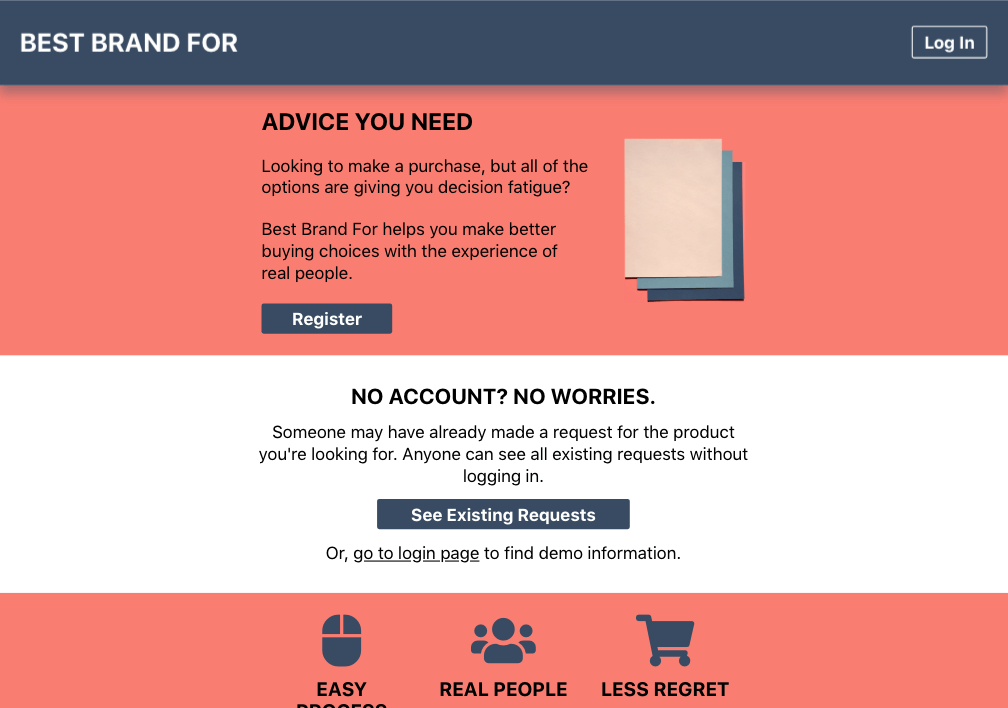 BEST BRAND FOR
Log In
ADVICE YOU NEED
Looking to make a purchase, but all of the
options are giving you decision fatigue?
Best Brand For helps you make better
buying choices with the experience of
real people.
Register
NO ACCOUNT? NO WORRIES.
Someone may have already made a request for the product
you're looking for. Anyone can see all existing requests without
logging in.
See Existing Requests
Or, go to login page to find demo information.
EASY
PROCESS
REAL PEOPLE
LESS REGRET